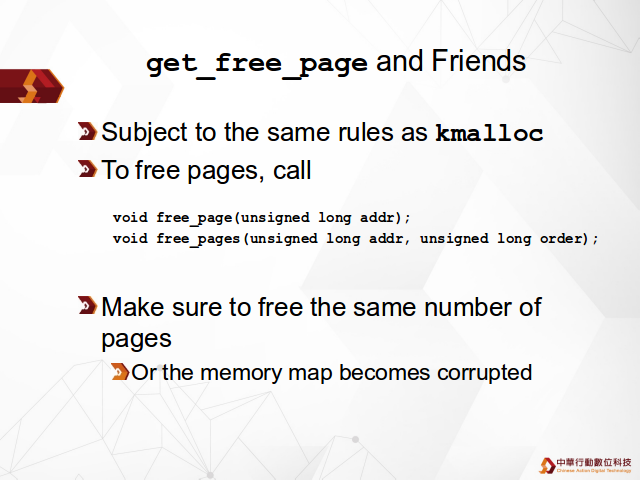 get_free_page and Friends
Subject to the same rules as kmalloc
To free pages, call
void free_page(unsigned long addr);
void free_pages(unsigned long addr, unsigned long order);
Make sure to free the same number of
pages
Or the memory map becomes corrupted
中華行動數位科技
Chinese Action Digital Technology